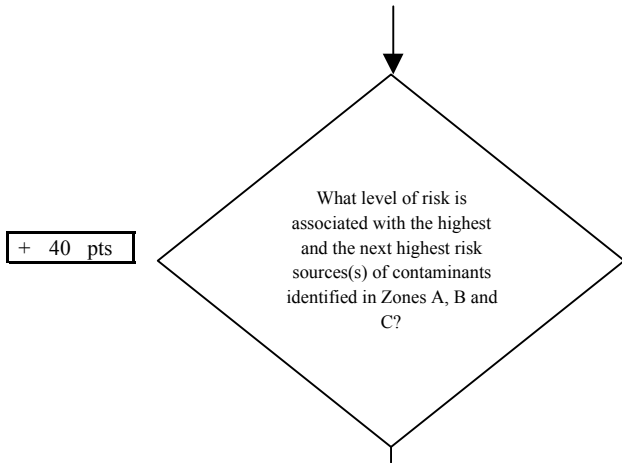 What level of risk is
associated with the highest
and the next highest risk
sources(s) of contaminants
identified in Zones A, B and
C?
+ 40 pts